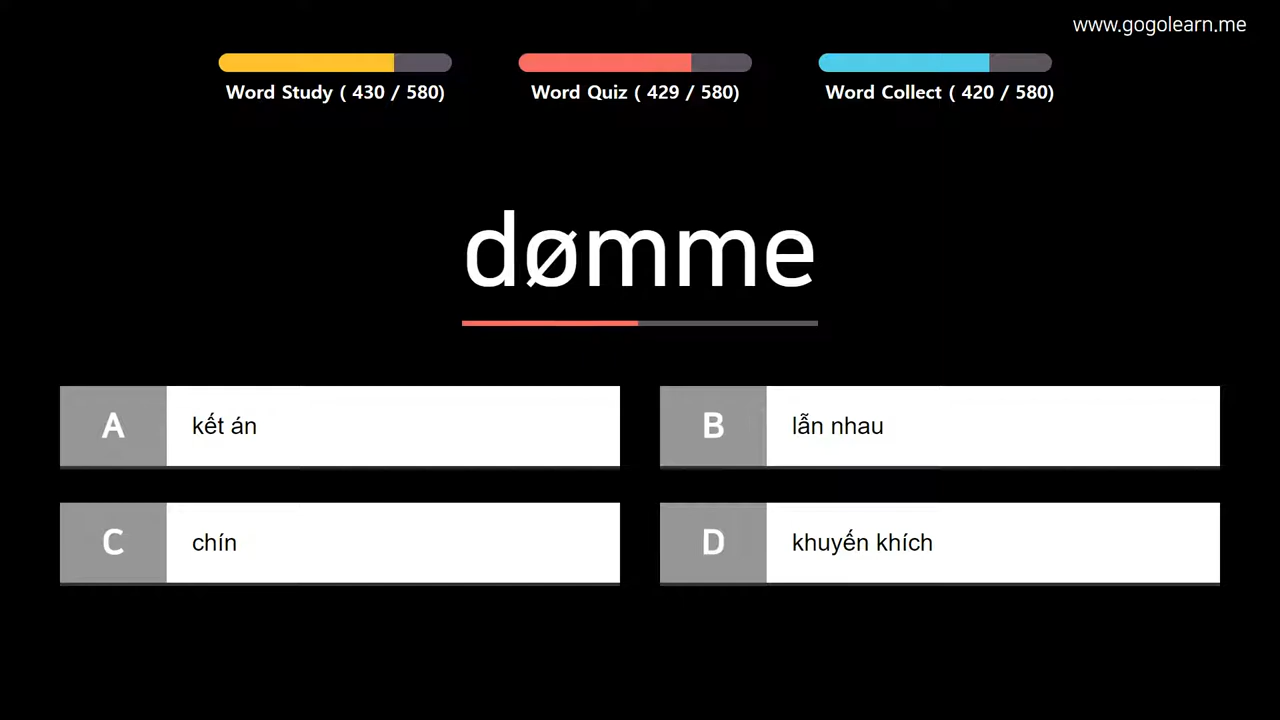 www.gogolearn.me
Word Study ( 430 / 580)
Word Quiz ( 429 / 580)
Word Collect ( 420 / 580)
dømme
A
kết án
B
lẫn nhau
C
chín
D
khuyến khích